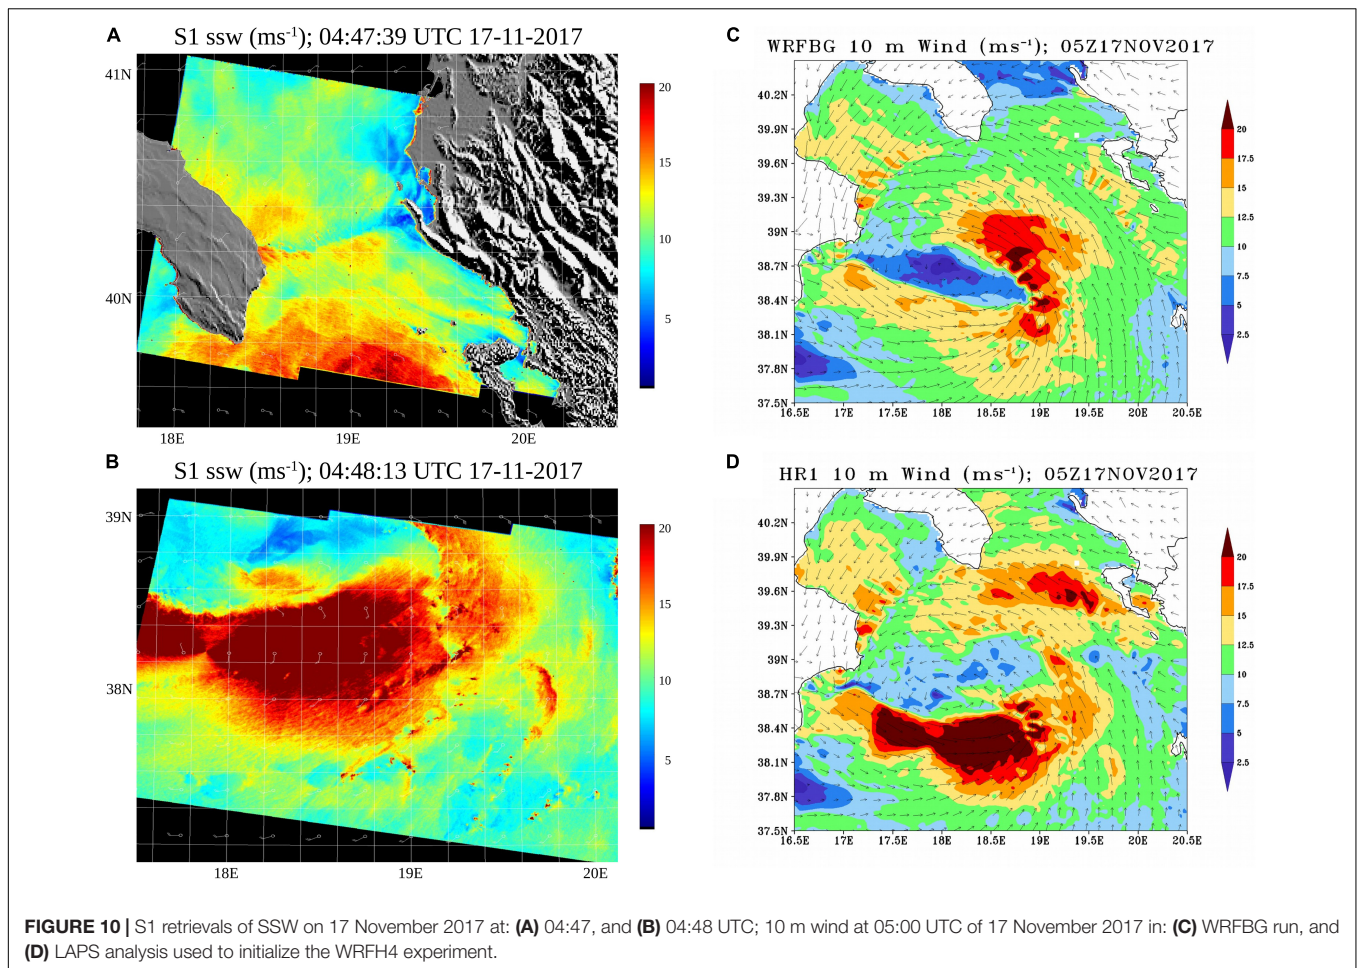 A
S1 ssw (ms-1); 04:47:39 UTC 17-11-2017
41N
40N
18E 19E 20E
20
15
10
5
B
S1 ssw (ms-1); 04:48:13 UTC 17-11-2017
39N
38N
18E 19E 20E
20
15
10
5
C
WRFBG 10 m Wind (ms⁻¹); 05Z17NOV2017
40.2N
39.9N
39.6N
39.3N
39N
38.7N
38.4N
38.1N
37.8N
37.5N
16.5E 17E 17.5E 18E 18.5E 19E 19.5E 20E 20.5E
20
17.5
15
12.5
10
7.5
5
2.5
D
HR1 10 m Wind (ms⁻¹); 05Z17NOV2017
40.2N
39.9N
39.6N
39.3N
39N
38.7N
38.4N
38.1N
37.8N
37.5N
16.5E 17E 17.5E 18E 18.5E 19E 19.5E 20E 20.5E
20
17.5
15
12.5
10
7.5
5
2.5
FIGURE 10 | S1 retrievals of SSW on 17 November 2017 at: (A) 04:47, and (B) 04:48 UTC; 10 m wind at 05:00 UTC of 17 November 2017 in: (C) WRFBG run, and
(D) LAPS analysis used to initialize the WRFH4 experiment.